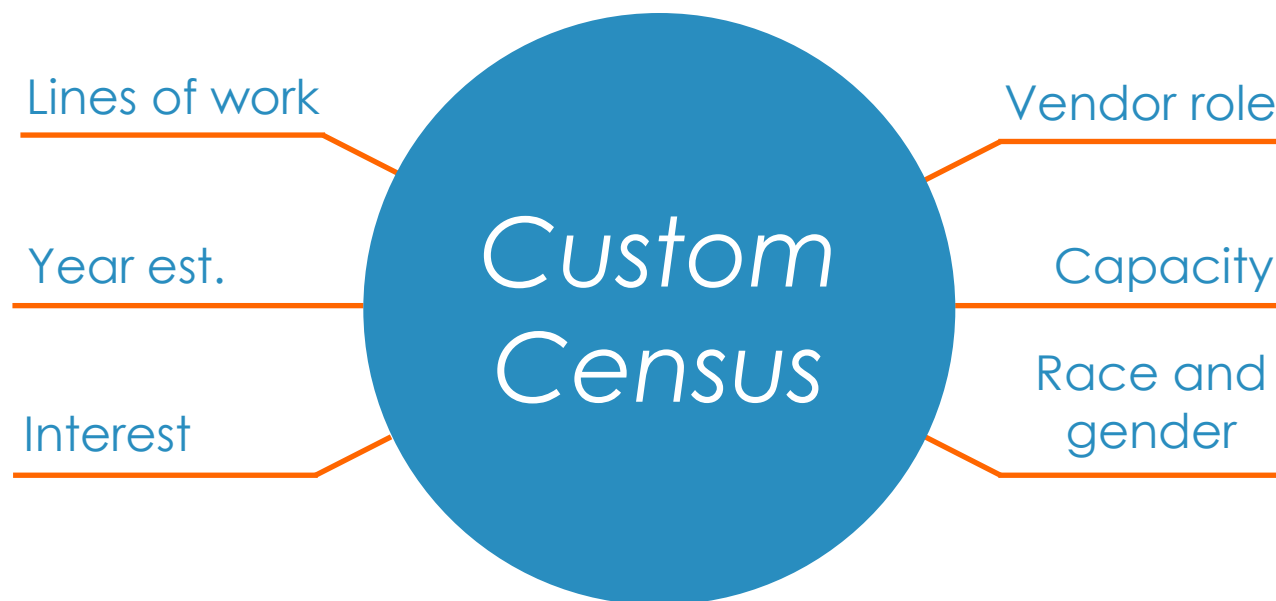 Lines of work
Year est.
Interest
Custom
Census
Vendor role
Capacity
Race and
gender